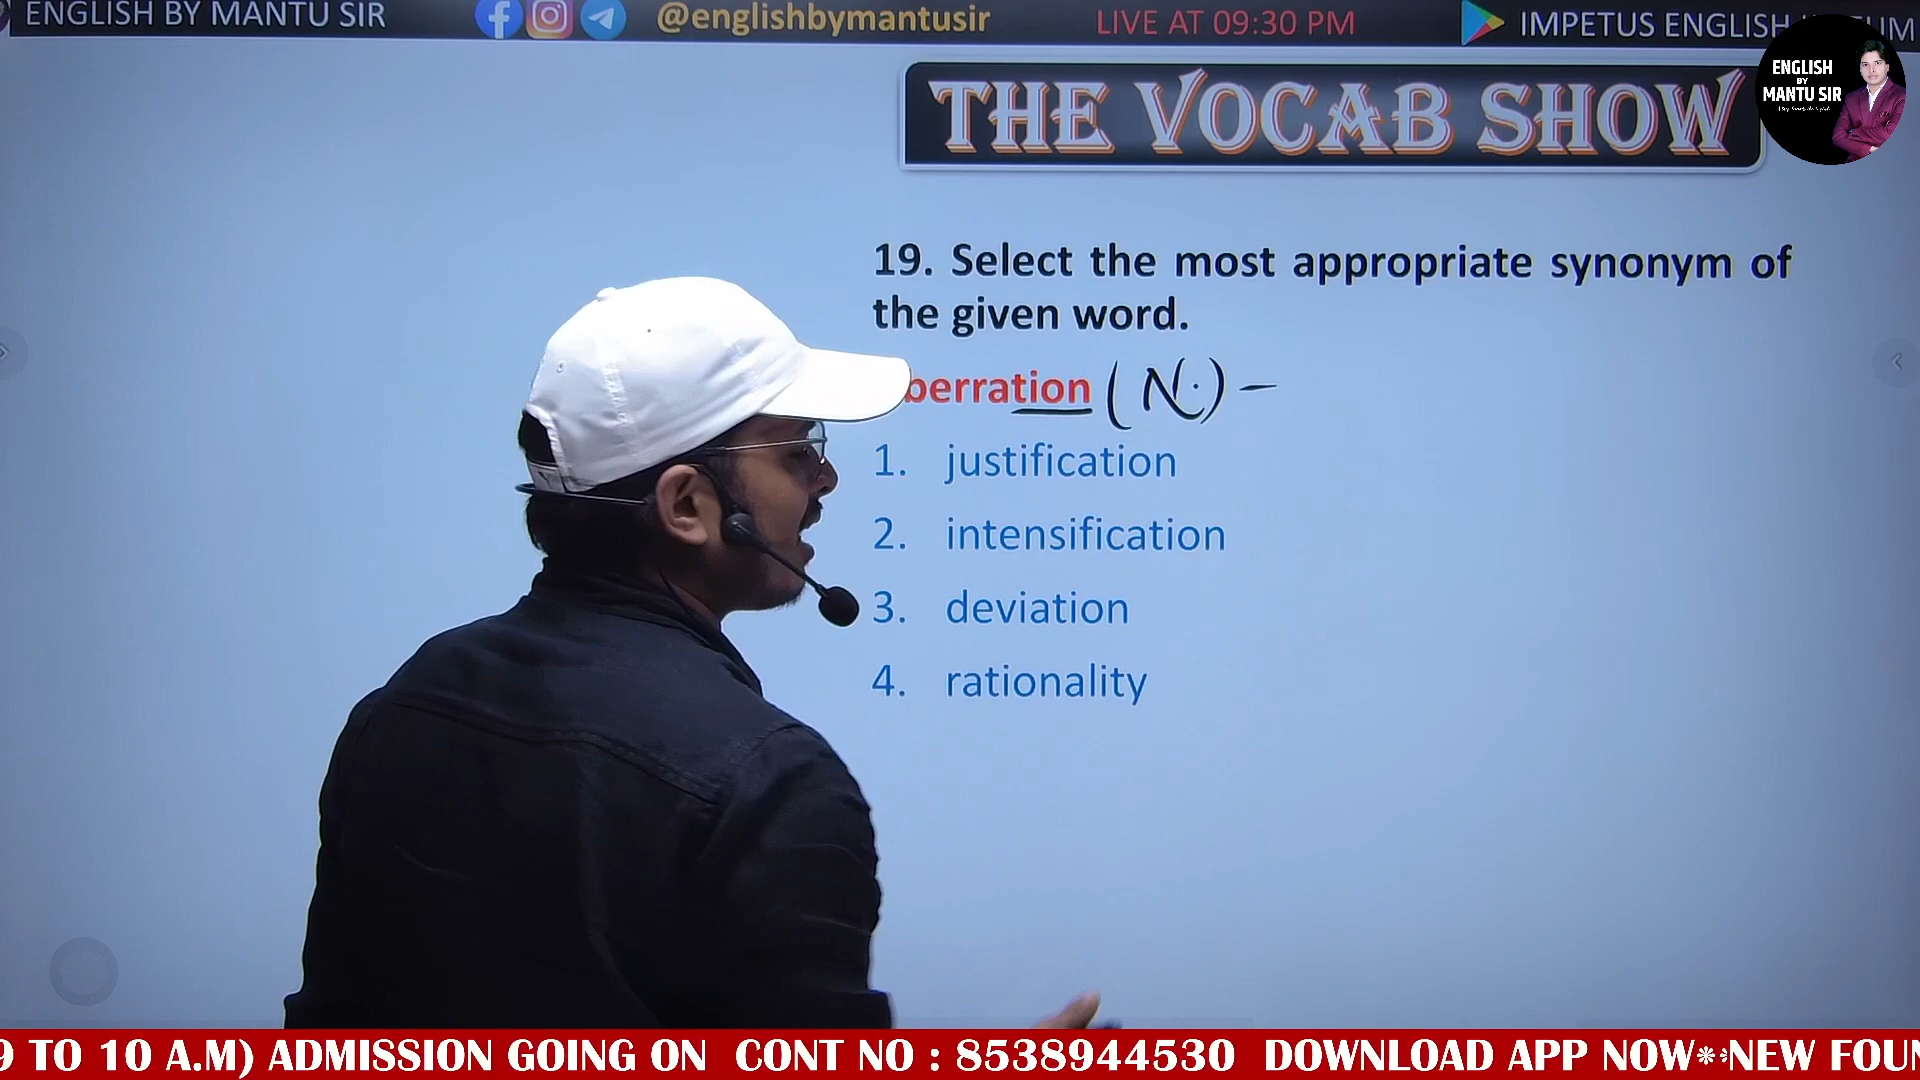 ENGLISH BY MANTU SIR
@englishbymantusir
LIVE AT 09:30 PM
IMPETUS ENGLISH
ENGLISH
BY
MANTU SIR
THE VOCAB SHOW
19. Select the most appropriate synonym of
the given word.
berration (N.) –
1. justification
2. intensification
3. deviation
4. rationality
9 TO 10 A.M) ADMISSION GOING ON CONT NO : 8538944530 DOWNLOAD APP NOW**NEW FOUN